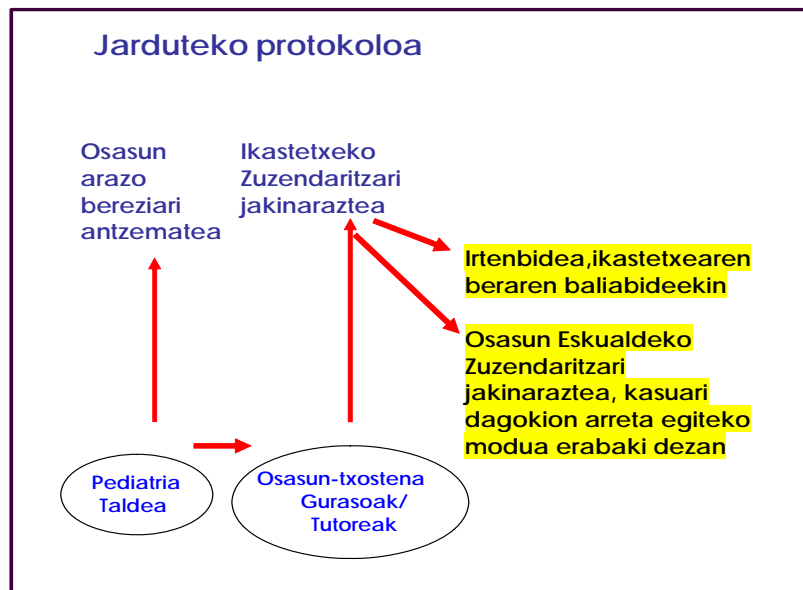 Jarduteko protokoloa
Osasun
arazo
bereziari
antzematea
Ikastetxeko
Zuzendaritzari
jakinaraztea
Irtenbidea,ikastetxearen
beraren baliabideekin
Osasun Eskualdeko
Zuzendaritzari
jakinaraztea, kasuari
dagokion arreta egiteko
modua erabaki dezan
Pediatria
Taldea
Osasun-txostena
Gurasoak/
Tutoreak